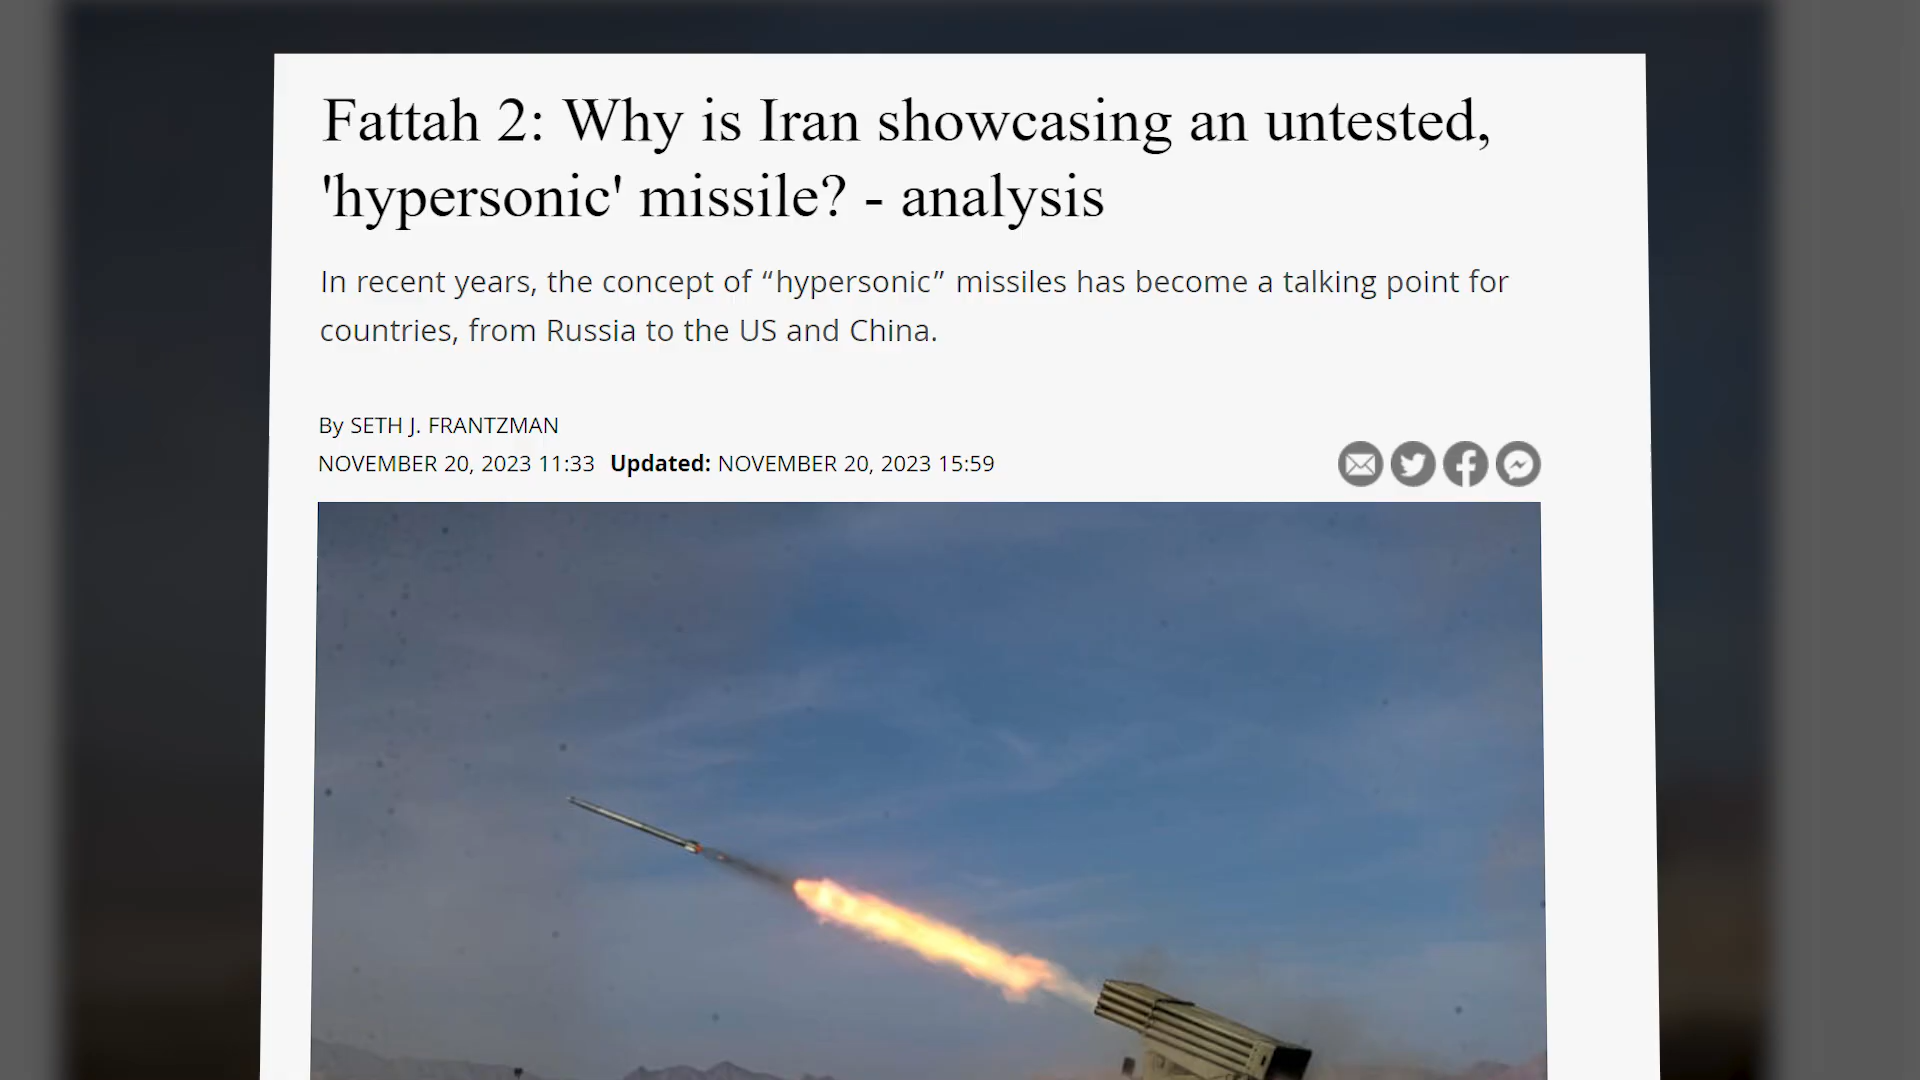 Fattah 2: Why is Iran showcasing an untested,
'hypersonic' missile? - analysis
In recent years, the concept of “hypersonic” missiles has become a talking point for
countries, from Russia to the US and China.
By SETH J. FRANTZMAN
NOVEMBER 20, 2023 11:33 Updated: NOVEMBER 20, 2023 15:59